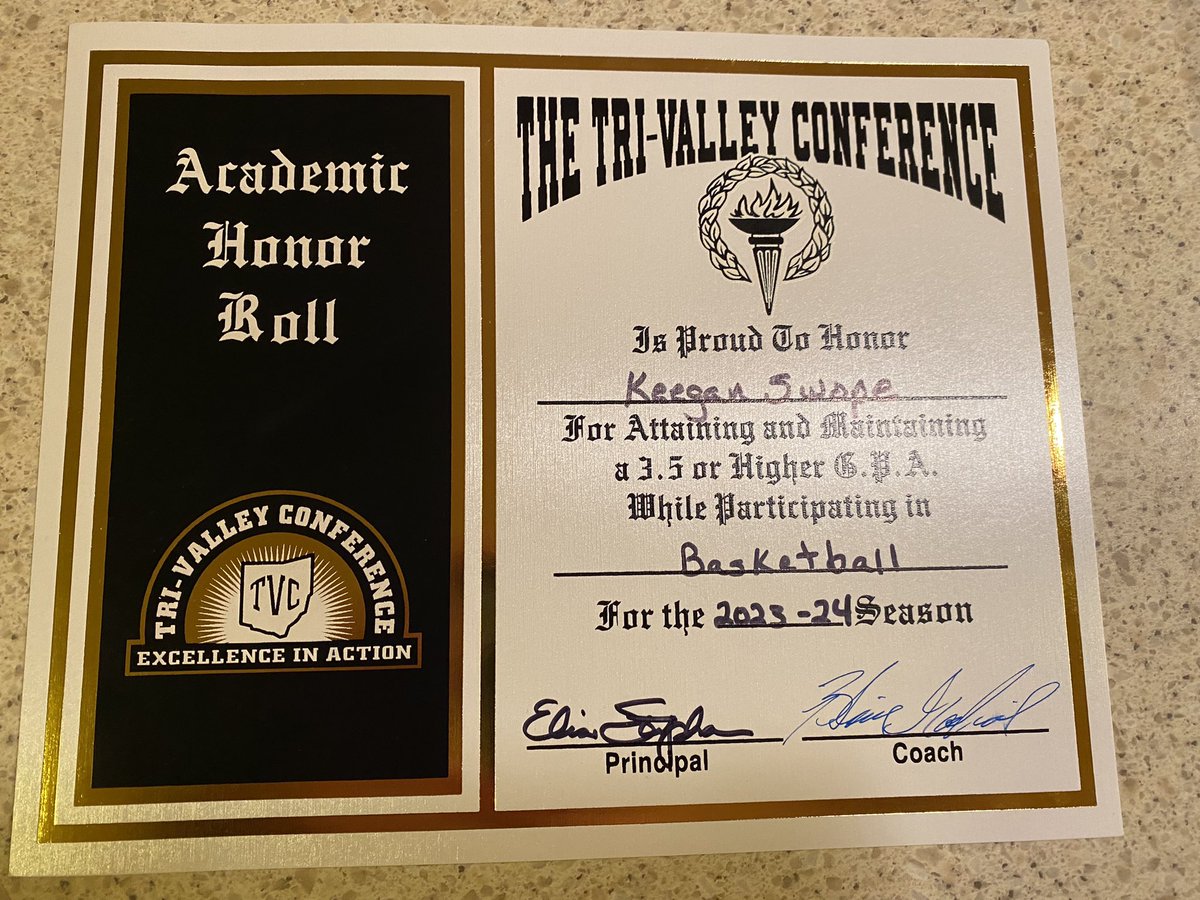 Academic
Honor
Roll
TRI-VALLEY CONFERENCE
TVC
EXCELLENCE IN ACTION
THE TRI-VALLEY CONFERENCE
Is Proud To Honor
Keegan Swope
For Attaining and Maintaining
a 3.5 or Higher G.P.A.
While Participating in
Basketball
For the 2023-24 Season
Principal
Coach